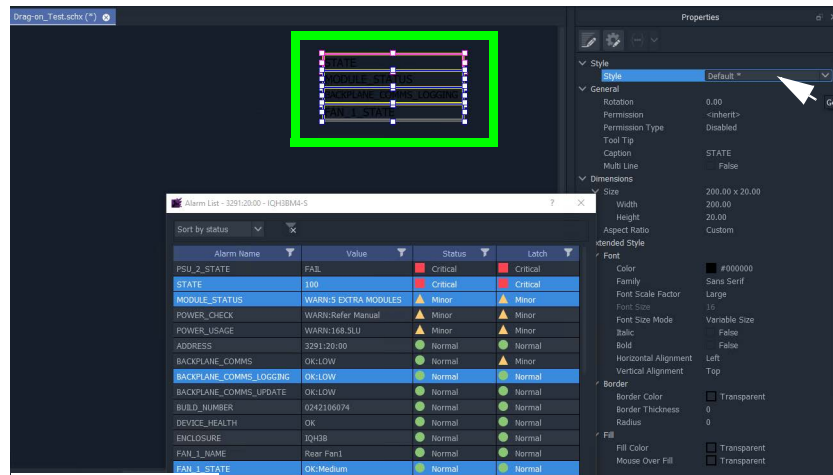 Drag-on_Test.schx (*)
Properties
STATE
MODULE_STATUS
BACKPLANE_COMMS_LOGGING
FAN_1_STATE
Style
Style Default *
General
Rotation 0.00
Permission <inherit>
Permission Type Disabled
Tool Tip
Caption STATE
Multi Line False
Dimensions
Size 200.00 x 20.00
Width 200.00
Height 20.00
Aspect Ratio Custom
xtended Style
Font
Color #000000
Family Sans Serif
Font Scale Factor Large
Font Size 16
Font Size Mode Variable Size
Italic False
Bold False
Horizontal Alignment Left
Vertical Alignment Top
Border
Border Color Transparent
Border Thickness 0
Radius 0
Fill
Fill Color Transparent
Mouse Over Fill Transparent
Alarm List - 3291:20:00 - IQH3BM4-S ?
Sort by status
Alarm Name Value Status Latch
PSU_2_STATE FAIL Critical Critical
STATE 100 Critical Critical
MODULE_STATUS WARN:5 EXTRA MODULES Minor Minor
POWER_CHECK WARN:Refer Manual Minor Minor
POWER_USAGE WARN:168.5LU Minor Minor
ADDRESS 3291:20:00 Normal Normal
BACKPLANE_COMMS OK:LOW Normal Minor
BACKPLANE_COMMS_LOGGING OK:LOW Normal Normal
BACKPLANE_COMMS_UPDATE OK:LOW Normal Normal
BUILD_NUMBER 0242106074 Normal Normal
DEVICE_HEALTH OK Normal Normal
ENCLOSURE IQH3B Normal Normal
FAN_1_NAME Rear Fan1 Normal Normal
FAN_1_STATE OK:Medium Normal Normal